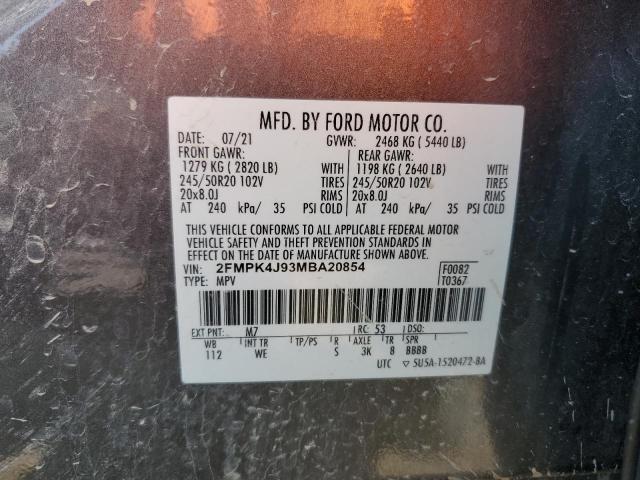 MFD. BY FORD MOTOR CO.
DATE: 07/21 GVWR: 2468 KG ( 5440 LB)
FRONT GAWR: REAR GAWR:
1279 KG ( 2820 LB) WITH 1198 KG ( 2640 LB) WITH
245/50R20 102V TIRES 245/50R20 102V TIRES
20x8.0J RIMS 20x8.0J RIMS
AT 240 kPa/ 35 PSI COLD AT 240 kPa/ 35 PSI COLD
THIS VEHICLE CONFORMS TO ALL APPLICABLE FEDERAL MOTOR
VEHICLE SAFETY AND THEFT PREVENTION STANDARDS IN
EFFECT ON THE DATE OF MANUFACTURE SHOWN ABOVE.
VIN: 2FMPK4J93MBA20854 F0082
TYPE: MPV T0367
EXT PNT: M7 RC: 53 DSO:
WB INT TR TP/PS R AXLE TR SPR
112 WE S 3K 8 BBBB
UTC ▽ 5U5A-1520472-BA